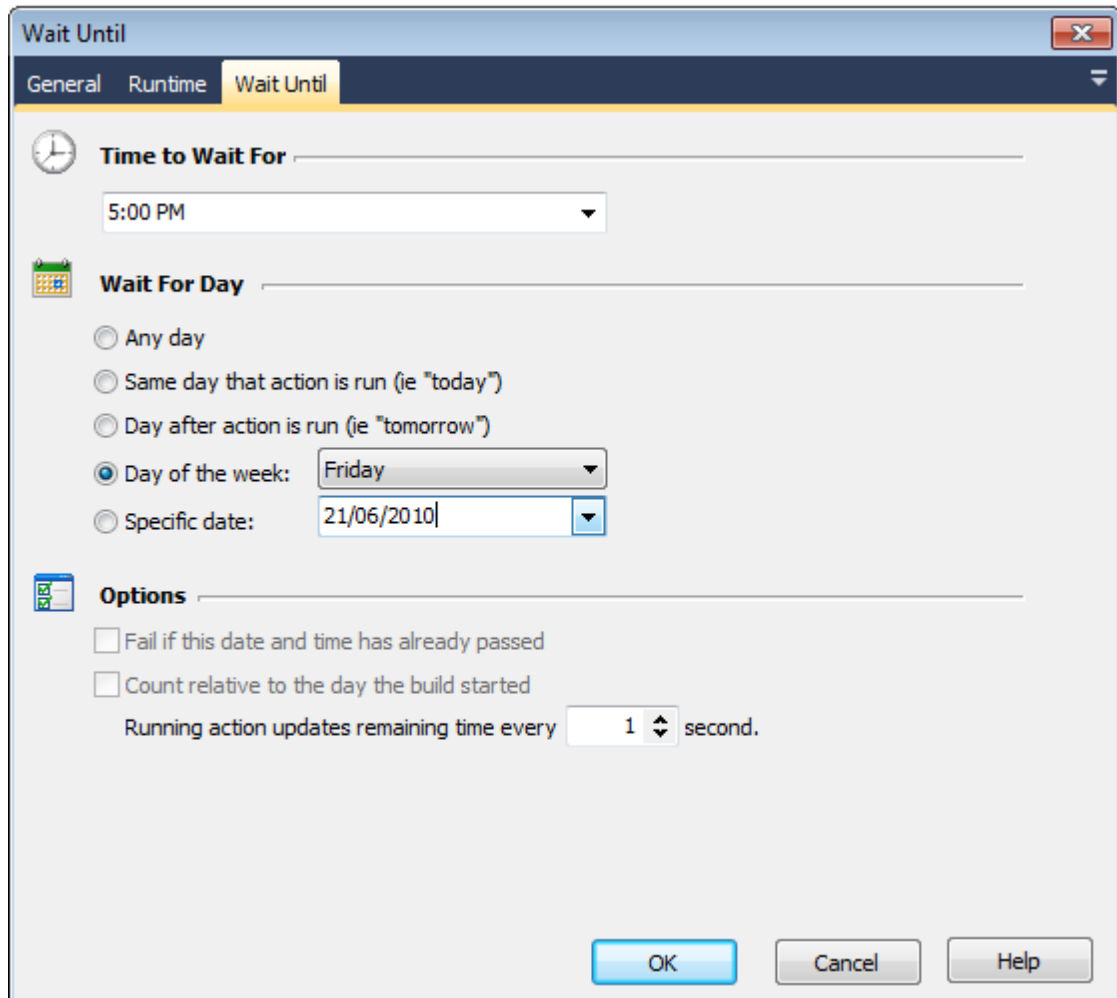 Wait Until
General Runtime Wait Until
Time to Wait For
5:00 PM
Wait For Day
Any day
Same day that action is run (ie "today")
Day after action is run (ie "tomorrow")
Day of the week: Friday
Specific date: 21/06/2010
Options
Fail if this date and time has already passed
Count relative to the day the build started
Running action updates remaining time every 1 second.
OK Cancel Help